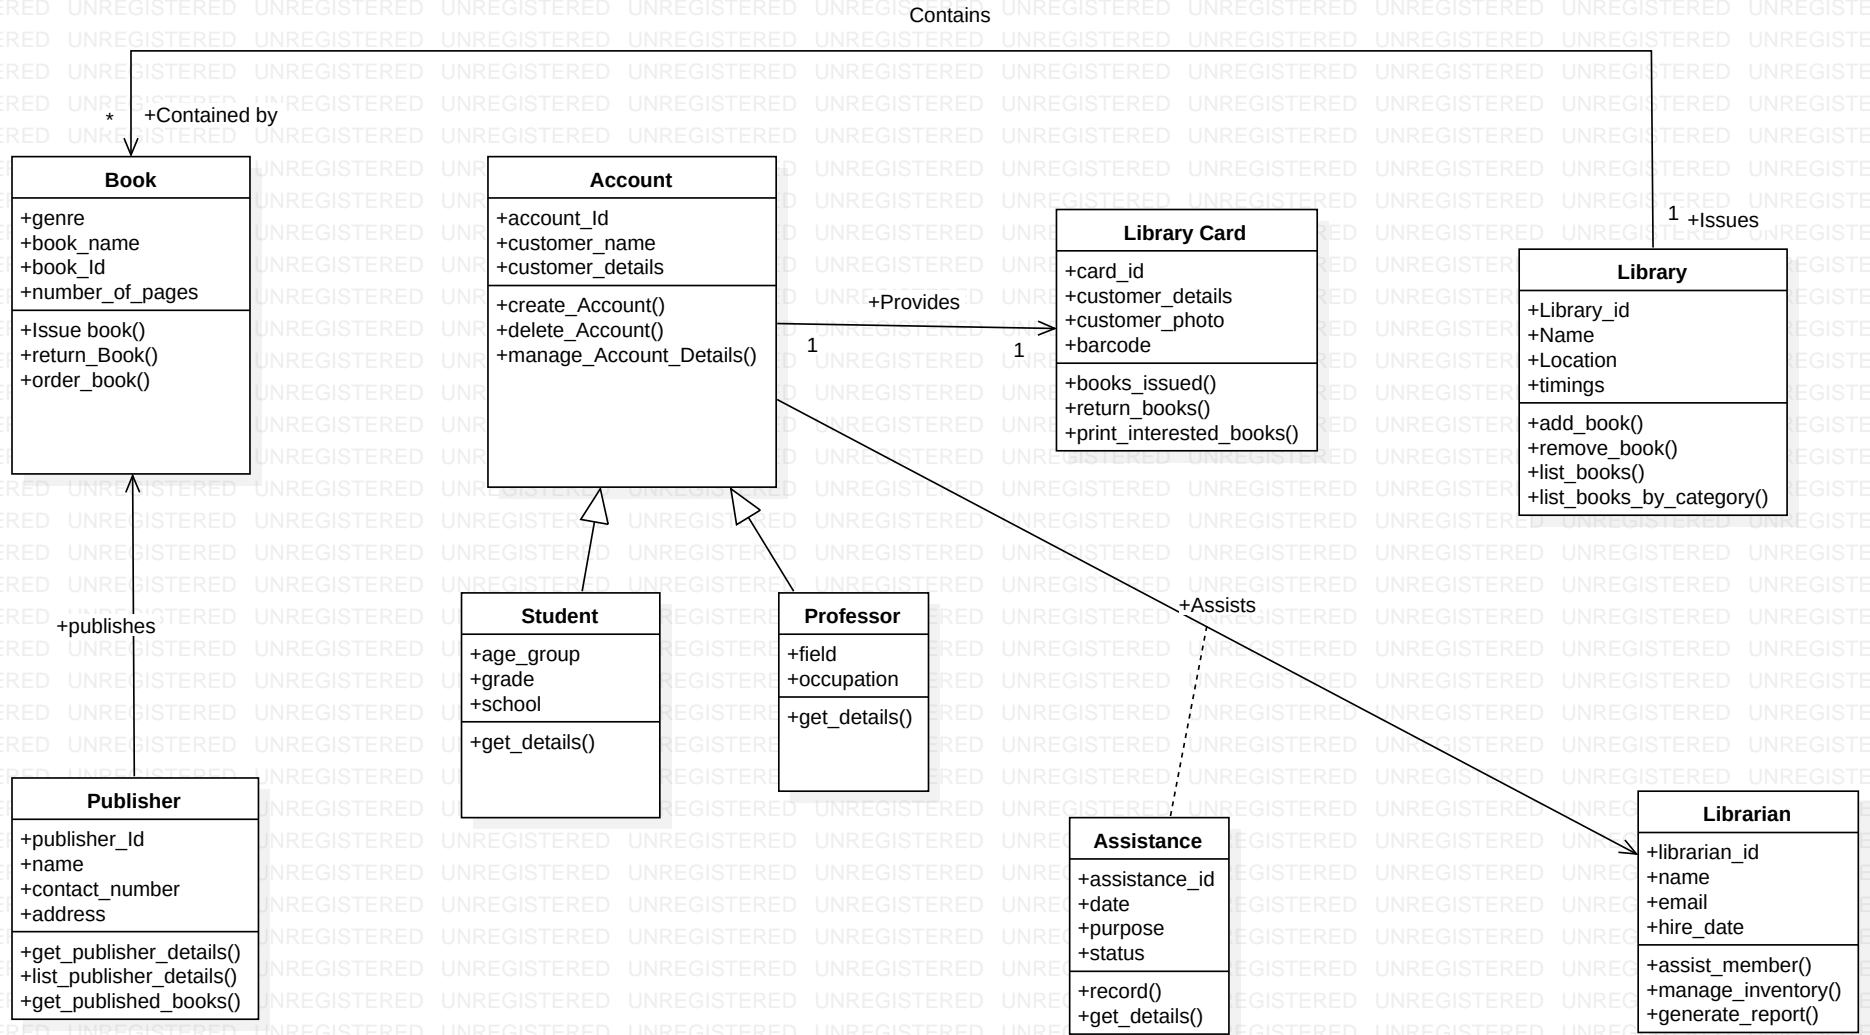 Contains
*
+Contained by
Book
+genre
+book_name
+book_Id
+number_of_pages
+Issue book()
+return_Book()
+order_book()
Account
+account_Id
+customer_name
+customer_details
+create_Account()
+delete_Account()
+manage_Account_Details()
+Provides
1
1
Library Card
+card_id
+customer_details
+customer_photo
+barcode
+books_issued()
+return_books()
+print_interested_books()
1
+Issues
Library
+Library_id
+Name
+Location
+timings
+add_book()
+remove_book()
+list_books()
+list_books_by_category()
+publishes
Student
+age_group
+grade
+school
+get_details()
Professor
+field
+occupation
+get_details()
+Assists
Publisher
+publisher_Id
+name
+contact_number
+address
+get_publisher_details()
+list_publisher_details()
+get_published_books()
Assistance
+assistance_id
+date
+purpose
+status
+record()
+get_details()
Librarian
+librarian_id
+name
+email
+hire_date
+assist_member()
+manage_inventory()
+generate_report()
UNREGISTERED